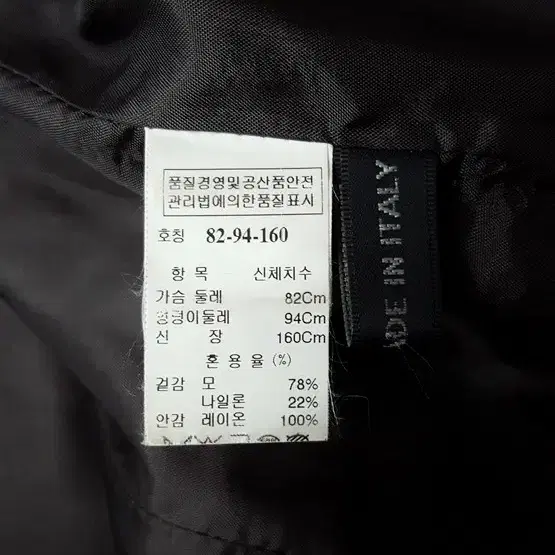 품질경영및공산품안전
관리법에의한품질표시
호칭 82-94-160
항 목 신체치수
가슴 둘레 82Cm
엉덩이둘레 94Cm
신 장 160Cm
혼 용 율 (%)
겉감 모 78%
나일론 22%
안감 레이온 100%
ADE IN ITALY